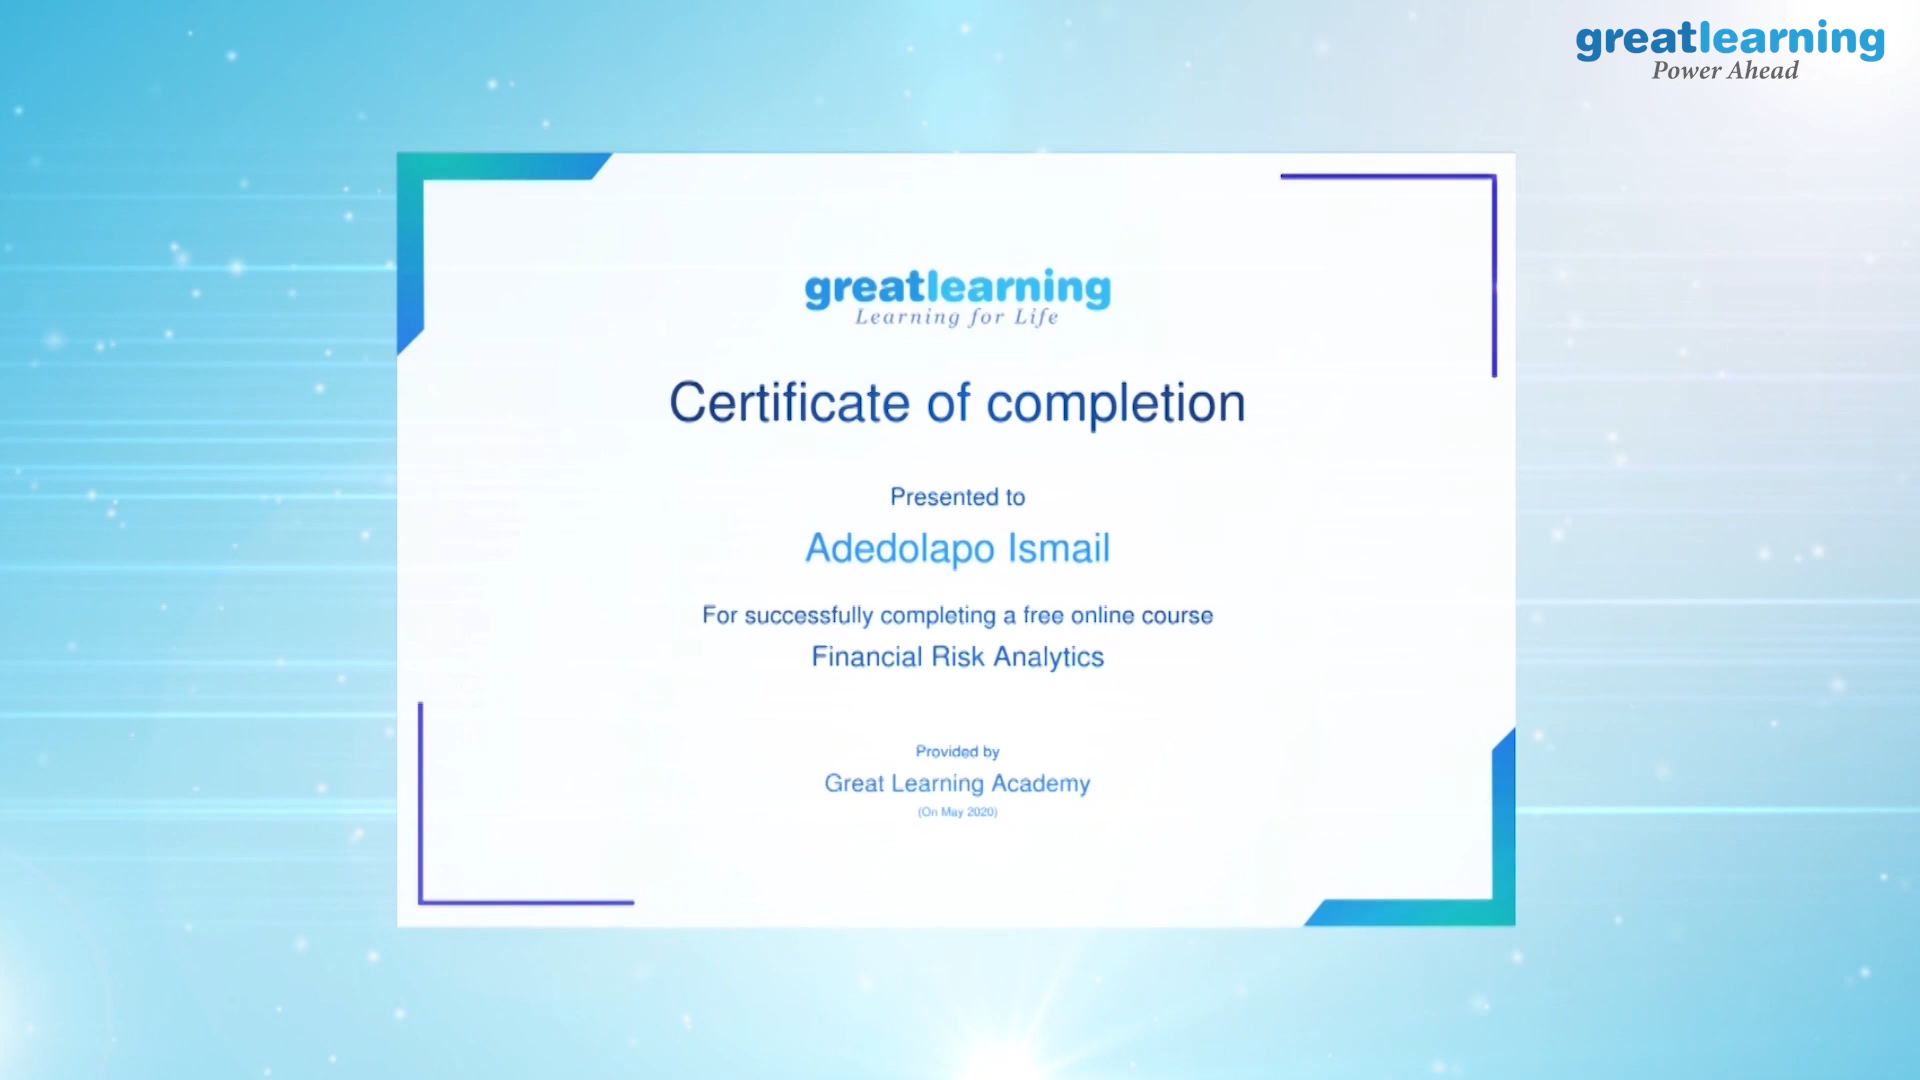 greatlearning
Power Ahead
greatlearning
Learning for Life
Certificate of completion
Presented to
Adedolapo Ismail
For successfully completing a free online course
Financial Risk Analytics
Provided by
Great Learning Academy
(On May 2020)